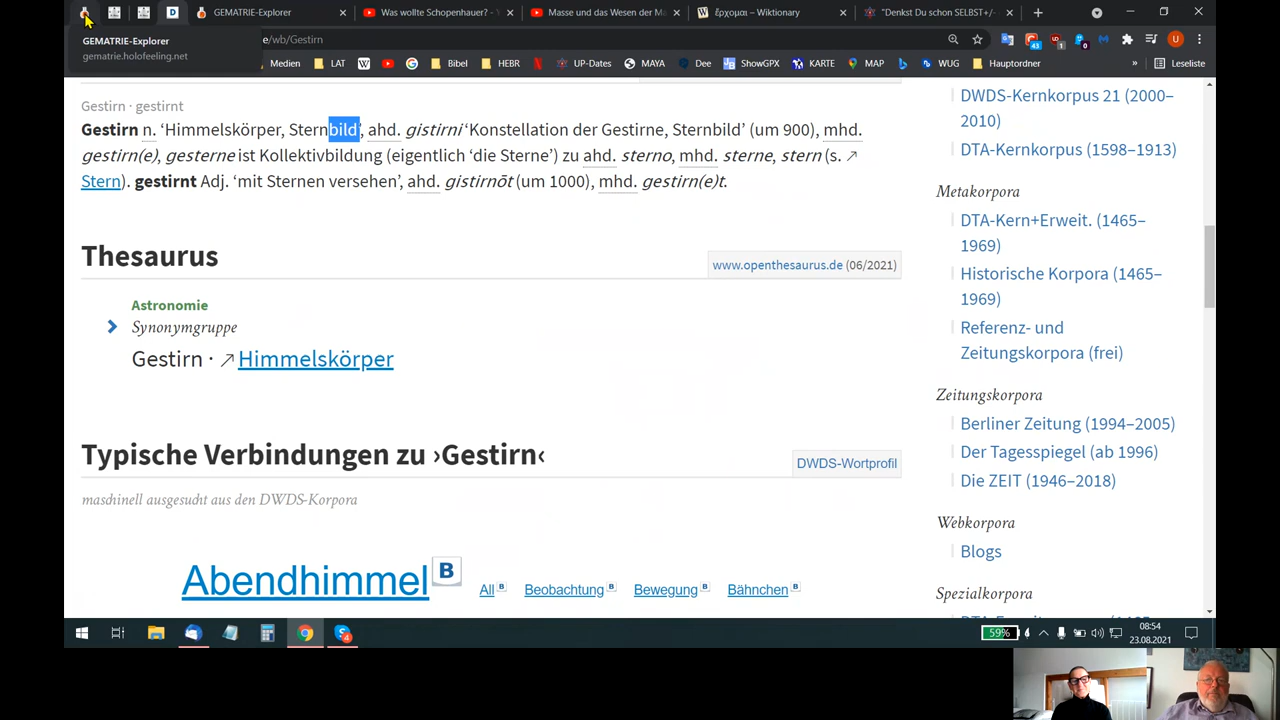 GEMATRIE-Explorer
Was wollte Schopenhauer? - Y
Masse und das Wesen der Ma
ἔρχομαι – Wiktionary
"Denkst Du schon SELBST+/-
GEMATRIE-Explorer
gematrie.holofeeling.net
e/wb/Gestirn
Medien
LAT
Bibel
HEBR
UP-Dates
MAYA
Dee
ShowGPX
KARTE
MAP
WUG
Hauptordner
»
Leseliste
Gestirn · gestirnt
Gestirn n. ‘Himmelskörper, Sternbild’, ahd. gistirni ‘Konstellation der Gestirne, Sternbild’ (um 900), mhd.
gestirn(e), gesterne ist Kollektivbildung (eigentlich ‘die Sterne’) zu ahd. sterno, mhd. sterne, stern (s. ↗
Stern). gestirnt Adj. ‘mit Sternen versehen’, ahd. gistirnōt (um 1000), mhd. gestirn(e)t.
Thesaurus
www.openthesaurus.de (06/2021)
Astronomie
Synonymgruppe
Gestirn · ↗ Himmelskörper
Typische Verbindungen zu ›Gestirn‹
DWDS-Wortprofil
maschinell ausgesucht aus den DWDS-Korpora
Abendhimmel B
All B Beobachtung B Bewegung B Bähnchen B
DWDS-Kernkorpus 21 (2000–
2010)
DTA-Kernkorpus (1598–1913)
Metakorpora
DTA-Kern+Erweit. (1465–
1969)
Historische Korpora (1465–
1969)
Referenz- und
Zeitungskorpora (frei)
Zeitungskorpora
Berliner Zeitung (1994–2005)
Der Tagesspiegel (ab 1996)
Die ZEIT (1946–2018)
Webkorpora
Blogs
Spezialkorpora
59%
08:54
23.08.2021